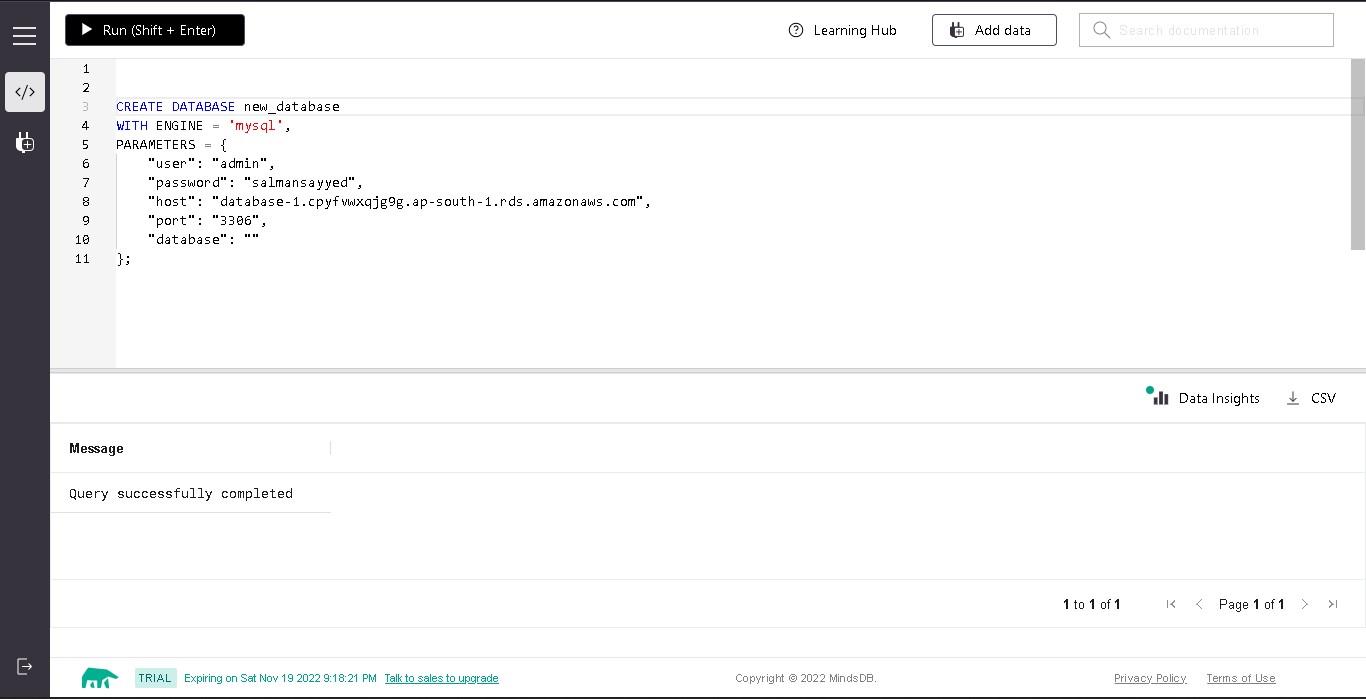 Run (Shift + Enter)
Learning Hub
Add data
Search documentation
</>
1
2
3 CREATE DATABASE new_database
4 WITH ENGINE = 'mysql',
5 PARAMETERS = {
6 "user": "admin",
7 "password": "salmansayyed",
8 "host": "database-1.cpyfvwxqjg9g.ap-south-1.rds.amazonaws.com",
9 "port": "3306",
10 "database": ""
11 };
Data Insights
CSV
Message
Query successfully completed
1 to 1 of 1
Page 1 of 1
TRIAL Expiring on Sat Nov 19 2022 9:18:21 PM Talk to sales to upgrade
Copyright © 2022 MindsDB.
Privacy Policy
Terms of Use